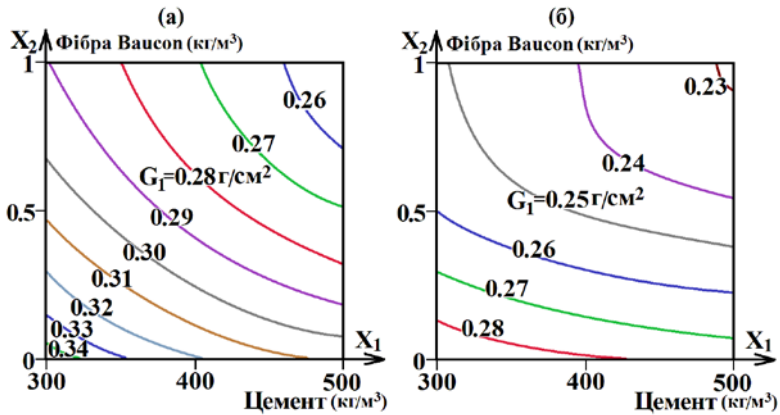 (а)
X2 Фібра Baucon (кг/м³)
1
0.26
0.27
G1=0.28 г/см²
0.29
0.5
0.30
0.31
0.32
0.33
0.34
0
X1
300
400
500
Цемент (кг/м³)
(б)
X2 Фібра Baucon (кг/м³)
1
0.23
0.24
G1=0.25 г/см²
0.5
0.26
0.27
0.28
0
X1
300
400
500
Цемент (кг/м³)